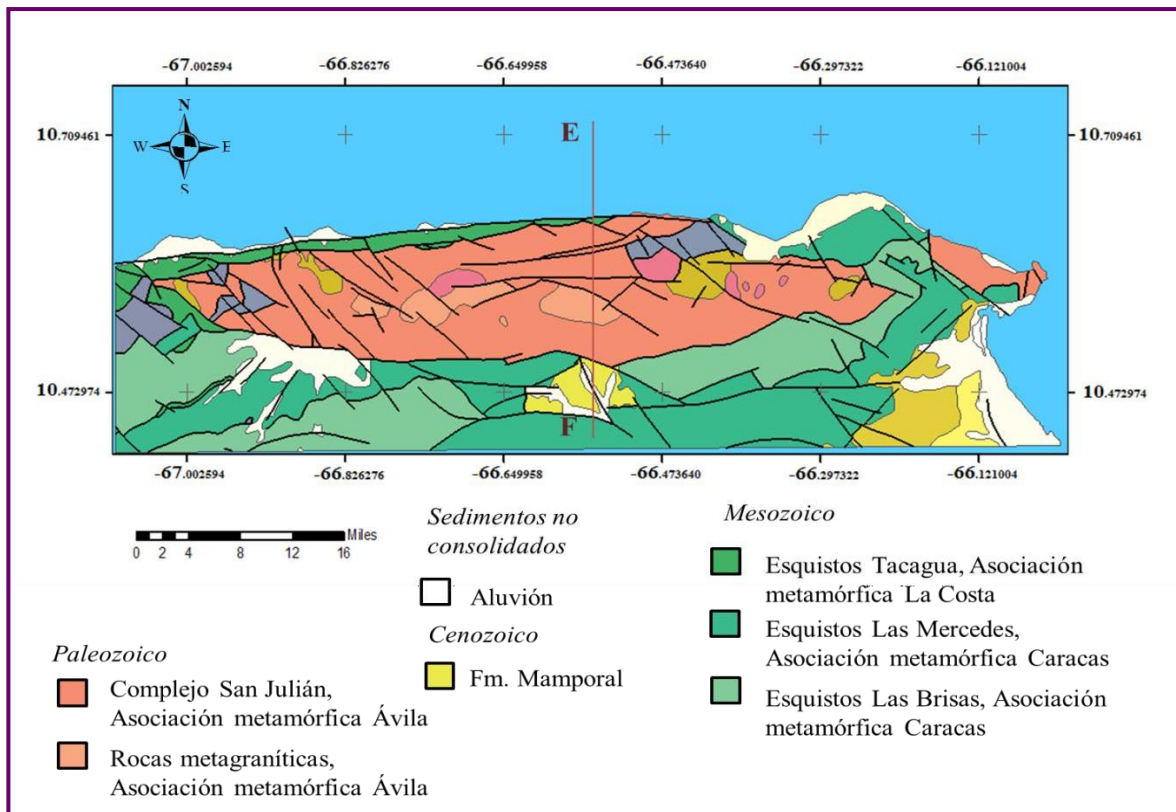 -67.002594 -66.826276 -66.649958 -66.473640 -66.297322 -66.121004
N
W E
S
10.709461 E 10.709461
10.472974 10.472974
F
-67.002594 -66.826276 -66.649958 -66.473640 -66.297322 -66.121004
Miles
0 2 4 8 12 16
Sedimentos no
consolidados
Aluvión
Cenozoico
Fm. Mamporal
Mesozoico
Esquistos Tacagua, Asociación
metamórfica La Costa
Esquistos Las Mercedes,
Asociación metamórfica Caracas
Esquistos Las Brisas, Asociación
metamórfica Caracas
Paleozoico
Complejo San Julián,
Asociación metamórfica Ávila
Rocas metagraníticas,
Asociación metamórfica Ávila